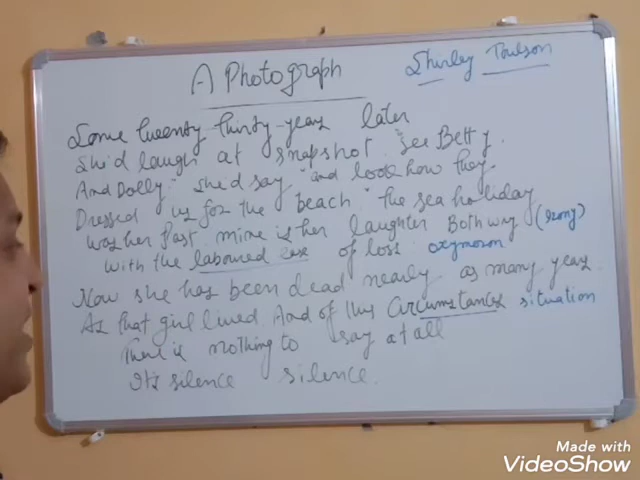 A Photograph Shirley Toulson
Some twenty thirty-years later
She'd laugh at snapshot "See Betty.
And Dolly" she'd say "and look how they
Dressed us for the beach" the sea holiday
was her Past mine is her laughter Both wry (Irony)
with the laboured ease of loss oxymoron
Now she has been dead nearly as many years
As that girl lived And of this Circumstances situation
There is nothing to say at all
It's silence silence.
Made with
VideoShow